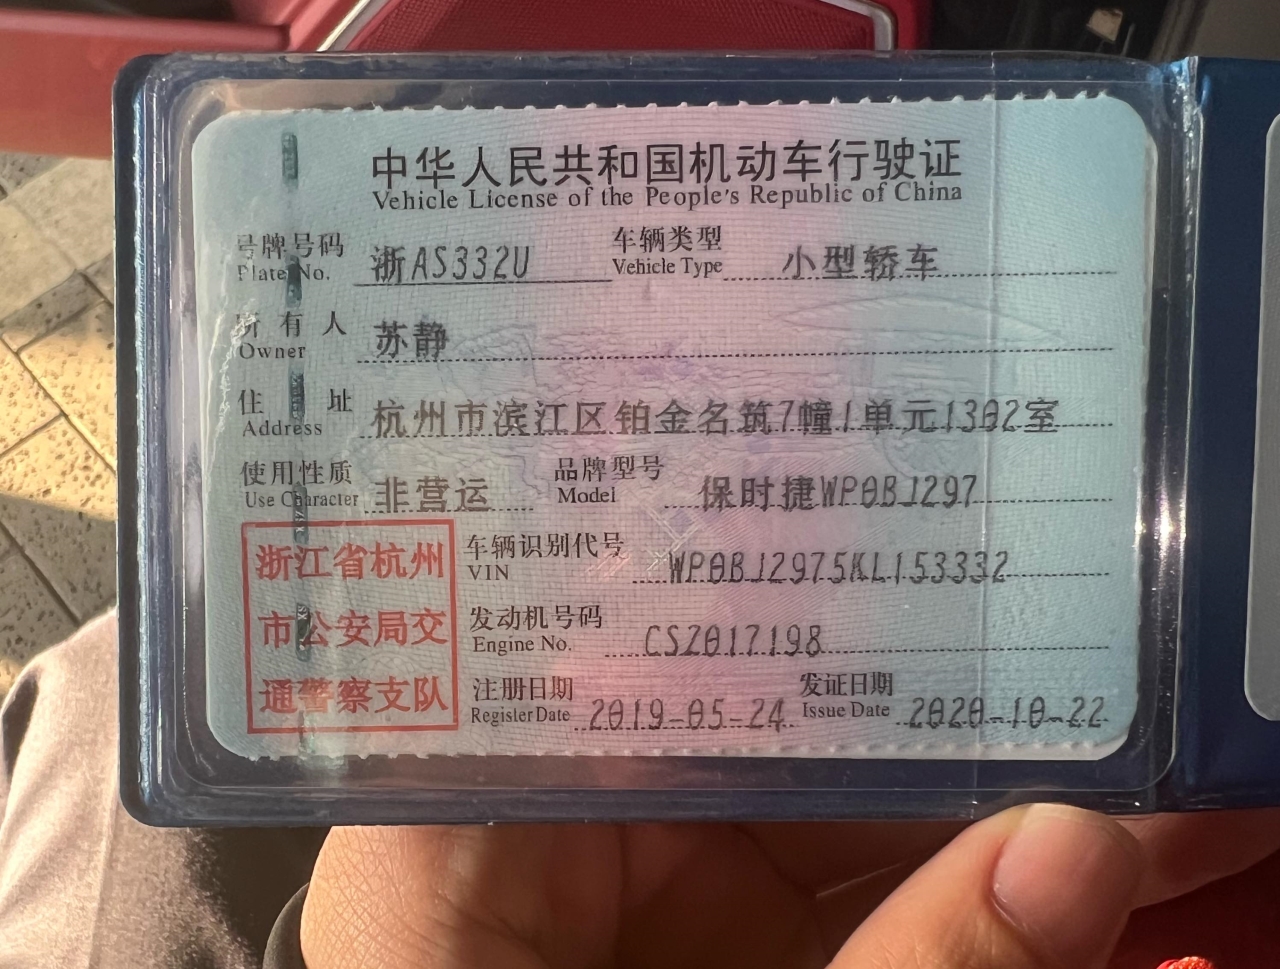 中华人民共和国机动车行驶证
Vehicle License of the People's Republic of China
号牌号码 浙AS332U 车辆类型 小型轿车
Plate No. Vehicle Type
所有人 苏静
Owner
住址 杭州市滨江区铂金名筑7幢1单元1302室
Address
使用性质 非营运 品牌型号 保时捷WP0BJ297
Use Character Model
浙江省杭州
市公安局交
通警察支队
车辆识别代号 WP0BJ2975KL153332
VIN
发动机号码 CSZ017198
Engine No.
注册日期 2019-05-24 发证日期 2020-10-22
Register Date Issue Date